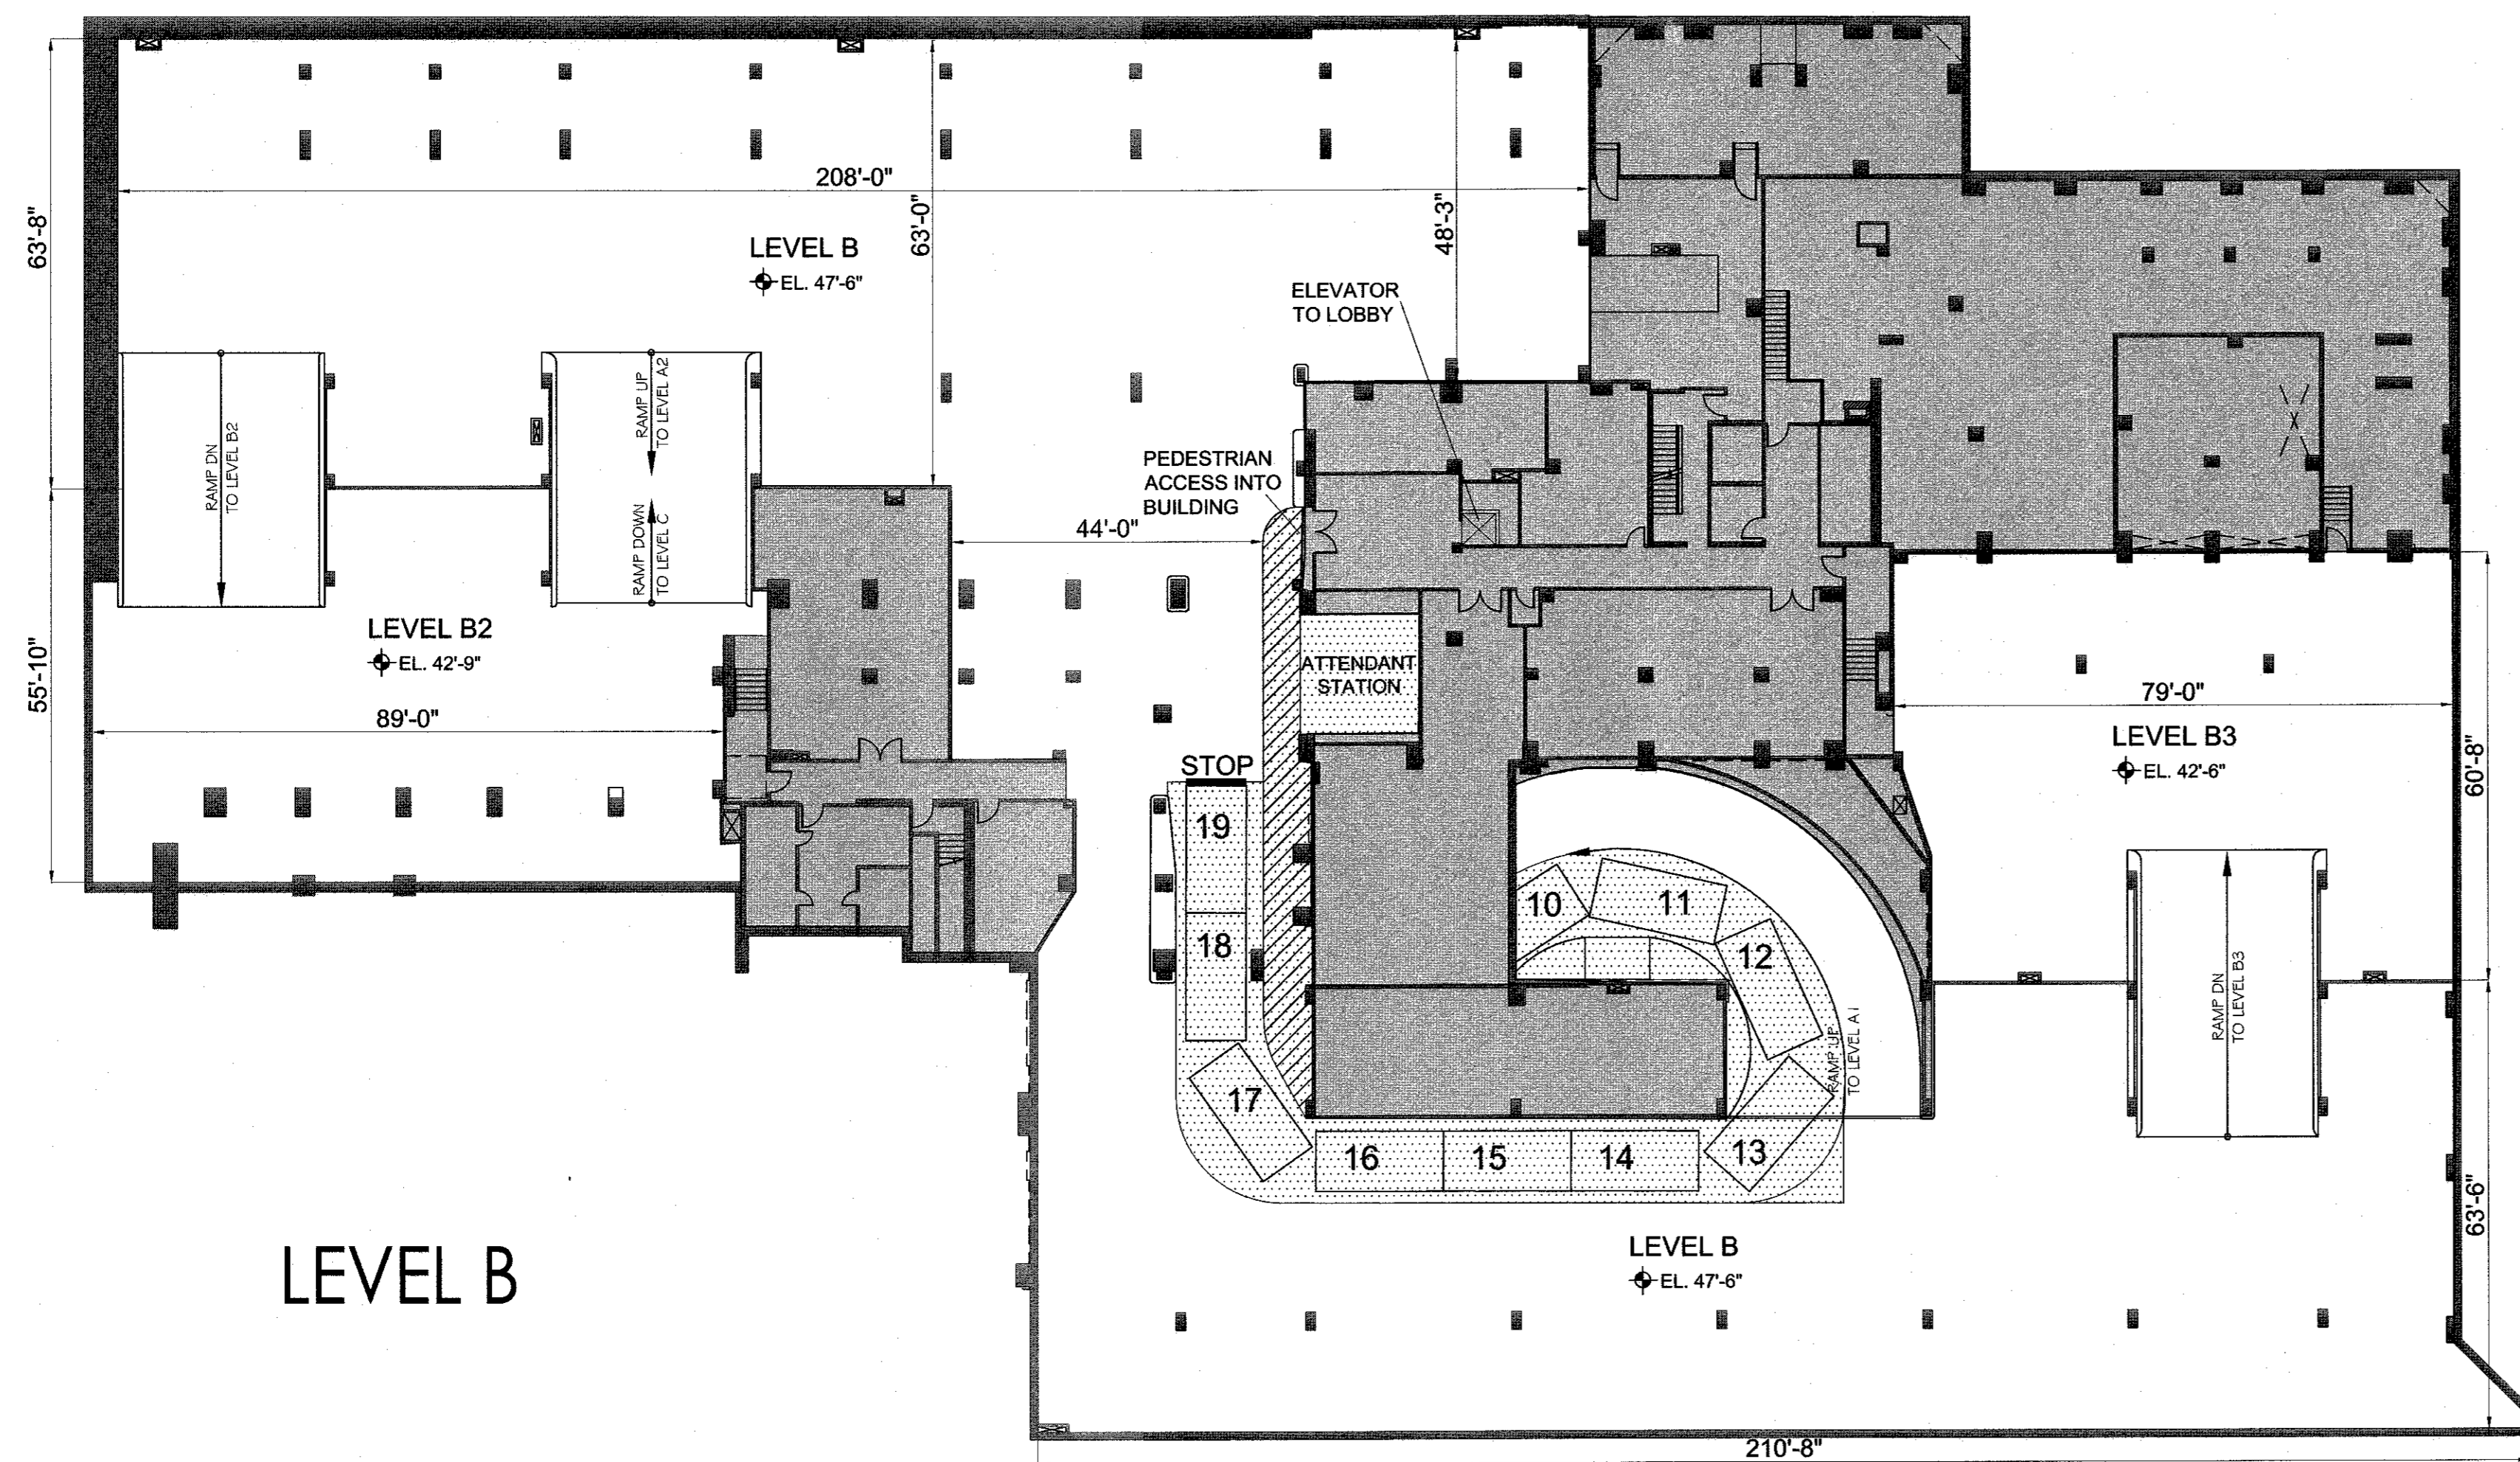 208'-0"
63'-8"
63'-0"
48'-3"
LEVEL B
EL. 47'-6"
ELEVATOR
TO LOBBY
RAMP DN
TO LEVEL B2
RAMP UP
TO LEVEL A2
RAMP DOWN
TO LEVEL C
PEDESTRIAN
ACCESS INTO
BUILDING
44'-0"
LEVEL B2
EL. 42'-9"
55'-10"
89'-0"
ATTENDANT
STATION
79'-0"
LEVEL B3
EL. 42'-6"
60'-8"
STOP
19
18
17
16
15
14
13
12
11
10
RAMP UP
TO LEVEL A1
RAMP DN
TO LEVEL B3
63'-6"
LEVEL B
EL. 47'-6"
LEVEL B
210'-8"